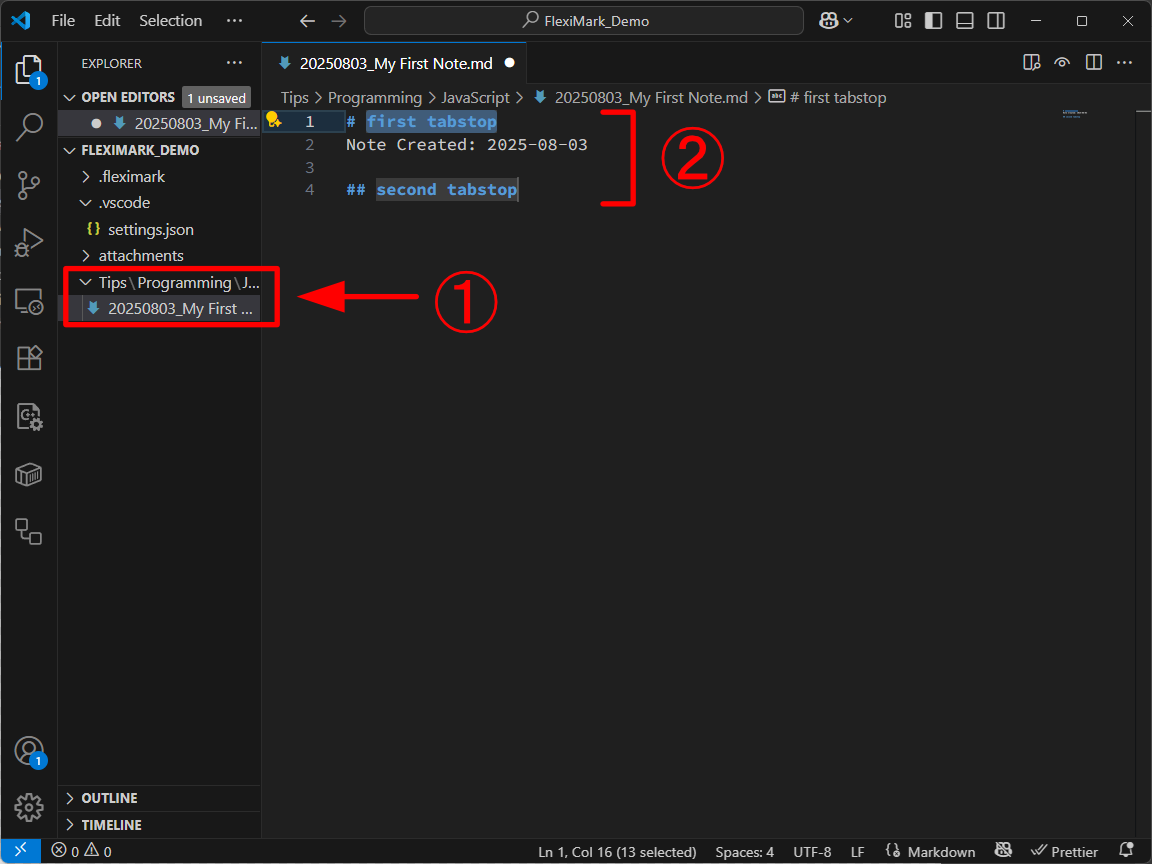 File Edit Selection ···
FlexiMark_Demo
EXPLORER ···
1
OPEN EDITORS 1 unsaved
20250803_My Fi...
FLEXIMARK_DEMO
.fleximark
.vscode
{} settings.json
attachments
Tips\Programming\J...
20250803_My First ...
20250803_My First Note.md
Tips > Programming > JavaScript > 20250803_My First Note.md > abc # first tabstop
1 # first tabstop
2 Note Created: 2025-08-03
3
4 ## second tabstop
①
②
1
OUTLINE
TIMELINE
0 0 Ln 1, Col 16 (13 selected) Spaces: 4 UTF-8 LF Markdown Prettier